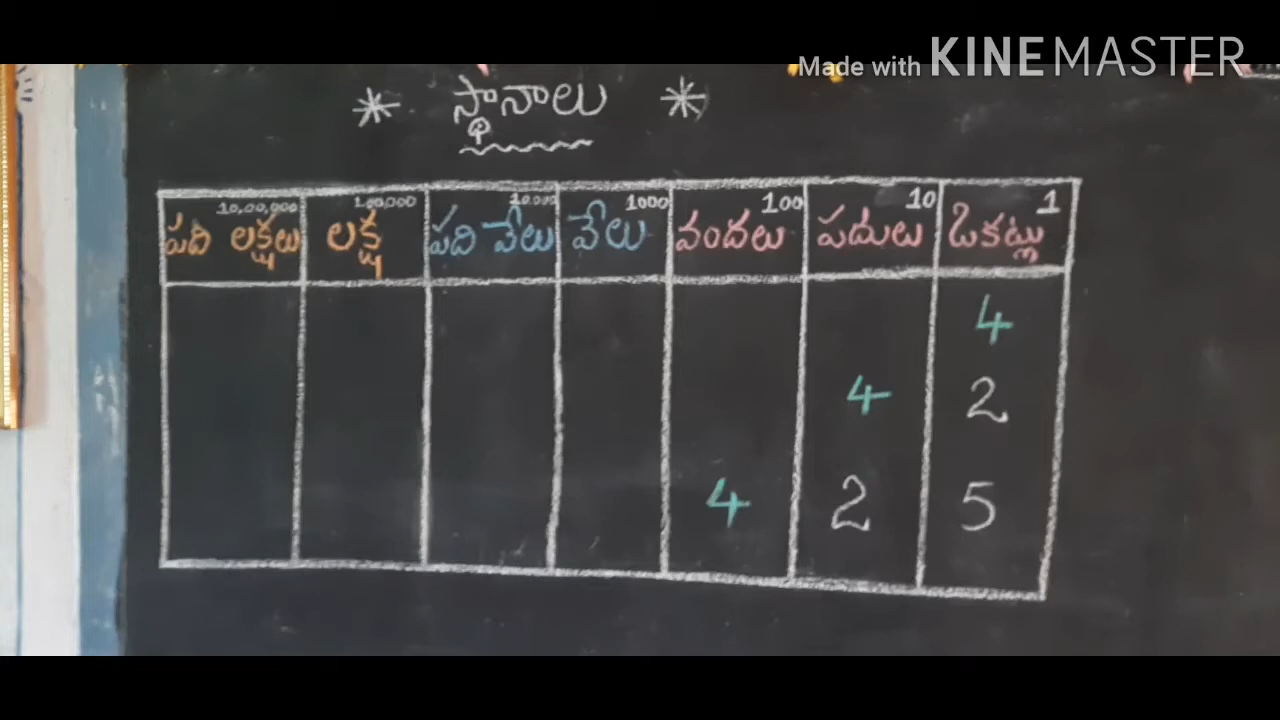 Made with KINEMASTER
* స్థానాలు *
10,00,000 1,00,000 10.000 1000 100 10 1
పది లక్షలు లక్ష పది వేలు వేలు వందలు పదులు ఒకట్లు
4
4 2
4 2 5